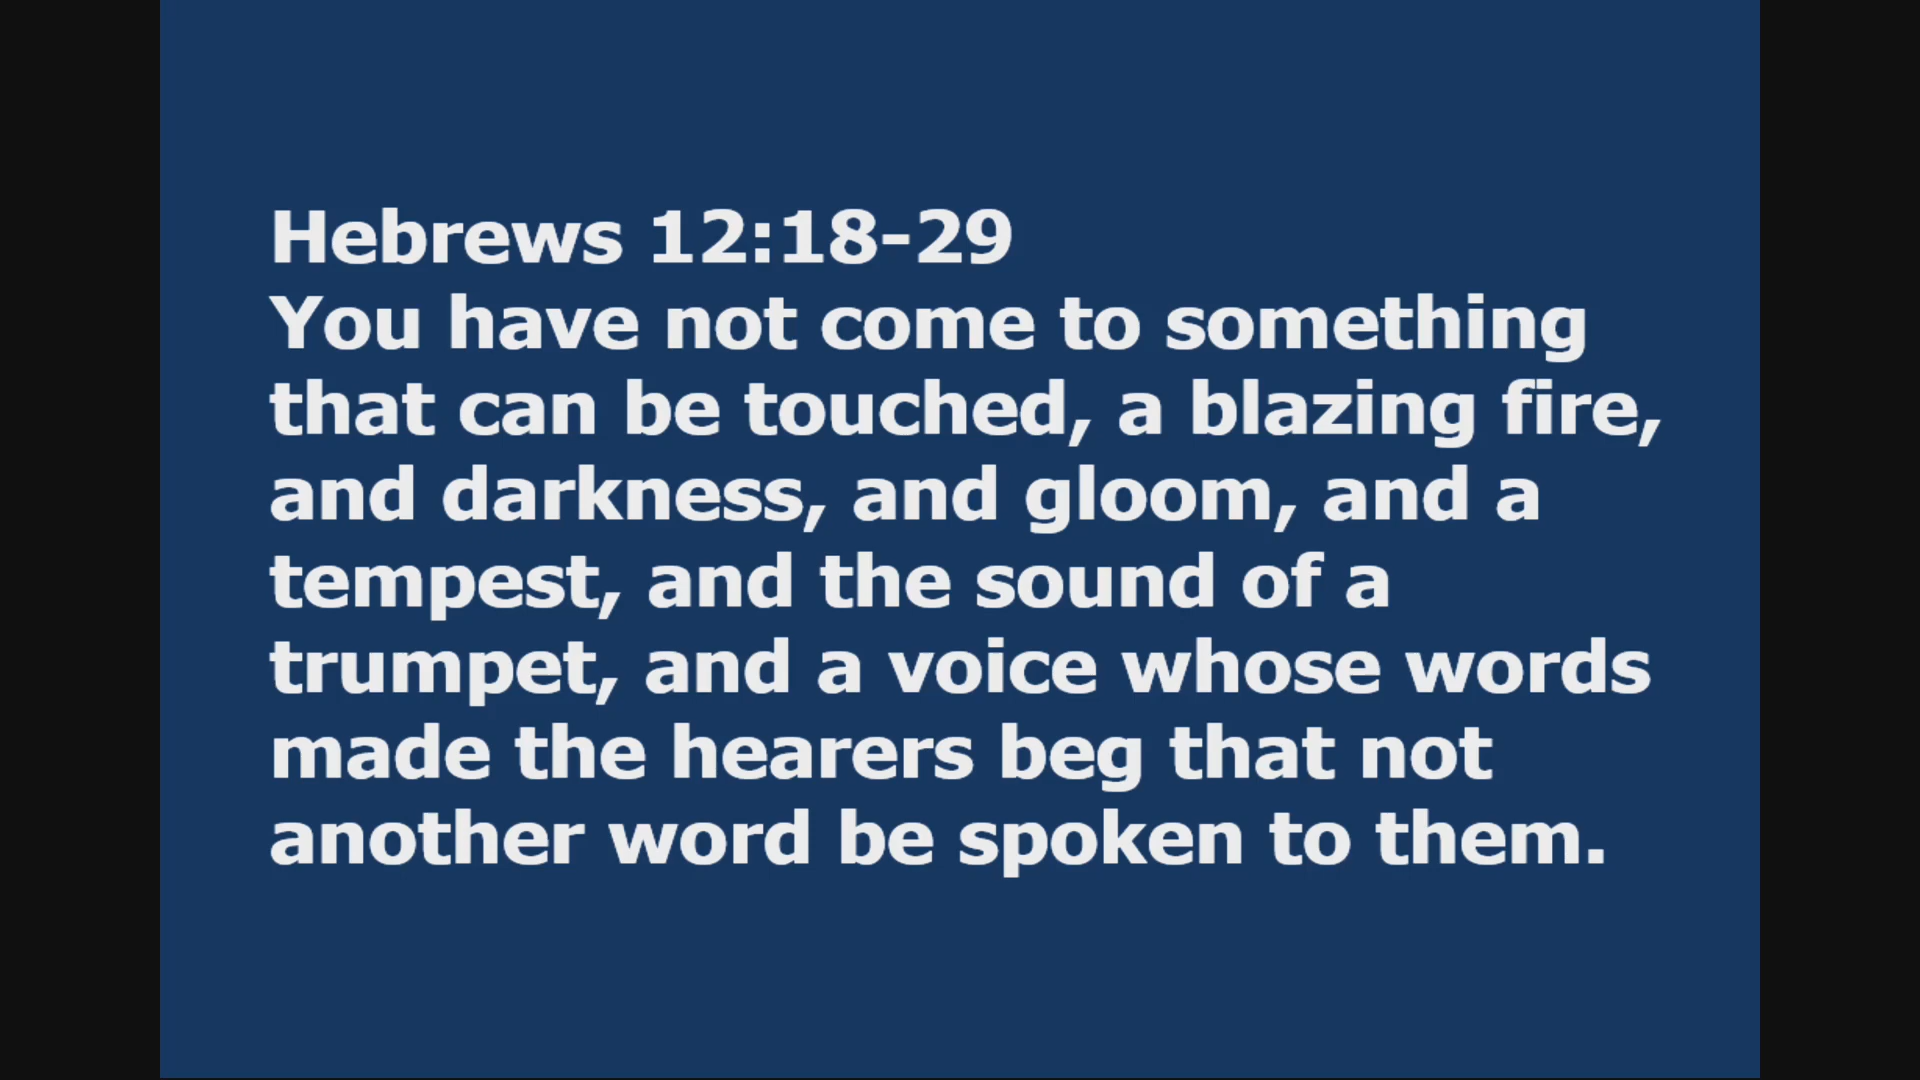 Hebrews 12:18-29
You have not come to something
that can be touched, a blazing fire,
and darkness, and gloom, and a
tempest, and the sound of a
trumpet, and a voice whose words
made the hearers beg that not
another word be spoken to them.